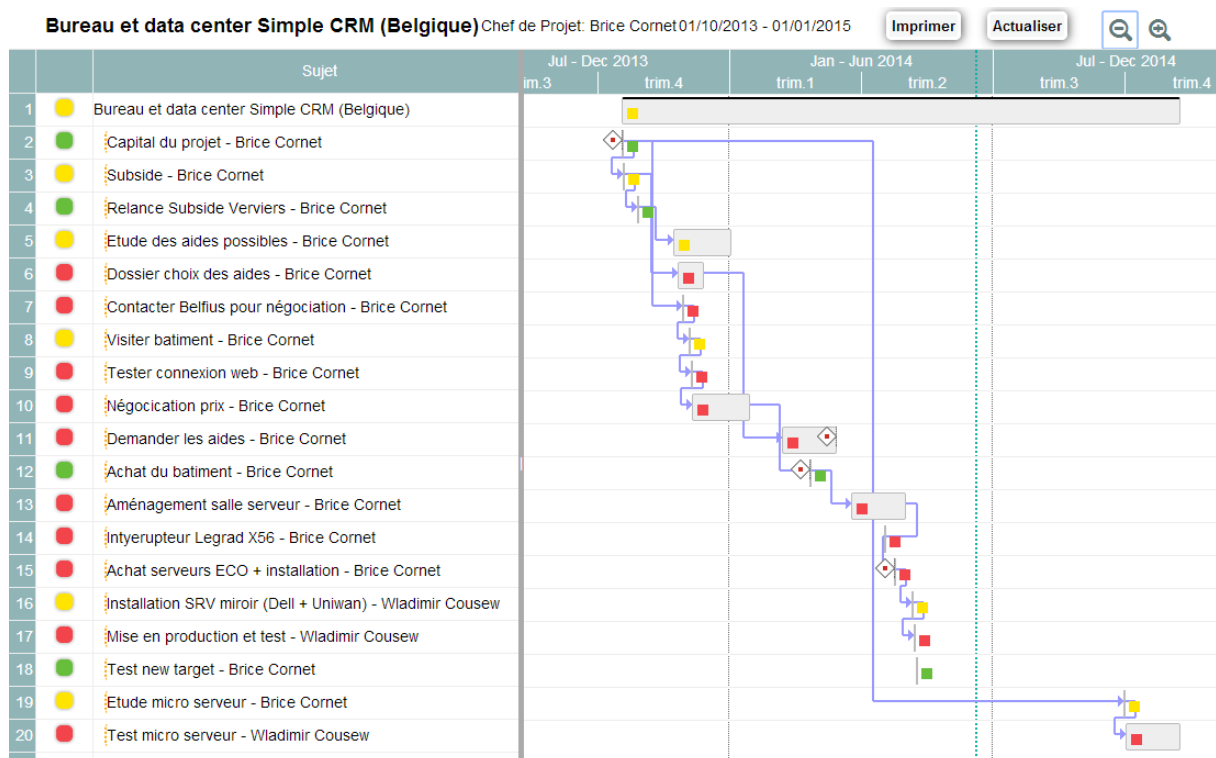 Bureau et data center Simple CRM (Belgique) Chef de Projet: Brice Cornet 01/10/2013 - 01/01/2015 Imprimer Actualiser
Sujet
Jul - Dec 2013 Jan - Jun 2014 Jul - Dec 2014
im.3 trim.4 trim.1 trim.2 trim.3 trim.4
1 Bureau et data center Simple CRM (Belgique)
2 Capital du projet - Brice Cornet
3 Subside - Brice Cornet
4 Relance Subside Verviers - Brice Cornet
5 Etude des aides possibles - Brice Cornet
6 Dossier choix des aides - Brice Cornet
7 Contacter Belfius pour négociation - Brice Cornet
8 Visiter batiment - Brice Cornet
9 Tester connexion web - Brice Cornet
10 Négocication prix - Brice Cornet
11 Demander les aides - Brice Cornet
12 Achat du batiment - Brice Cornet
13 Aménagement salle serveur - Brice Cornet
14 Intyerupteur Legrad X56 - Brice Cornet
15 Achat serveurs ECO + installation - Brice Cornet
16 Installation SRV miroir (Dell + Uniwan) - Wladimir Cousew
17 Mise en production et test - Wladimir Cousew
18 Test new target - Brice Cornet
19 Etude micro serveur - Brice Cornet
20 Test micro serveur - Wladimir Cousew